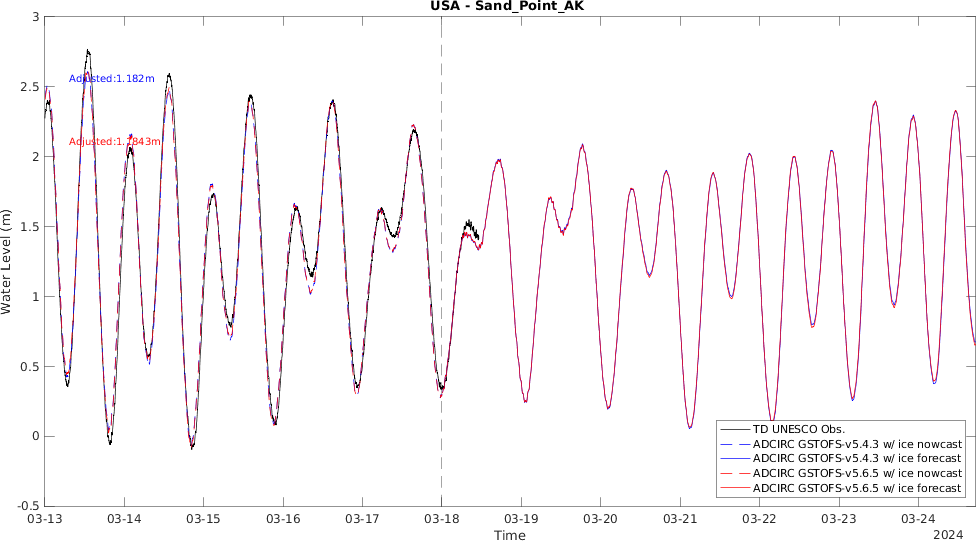 USA - Sand_Point_AK
3
2.5
2
1.5
1
0.5
0
-0.5
Water Level (m)
Adjusted:1.182m
03-13
03-14
03-15
03-16
03-17
03-18
03-19
03-20
03-21
03-22
03-23
03-24
Time
2024
TD UNESCO Obs.
ADCIRC GSTOFS-v5.4.3 w/ ice nowcast
ADCIRC GSTOFS-v5.4.3 w/ ice forecast
ADCIRC GSTOFS-v5.6.5 w/ ice nowcast
ADCIRC GSTOFS-v5.6.5 w/ ice forecast